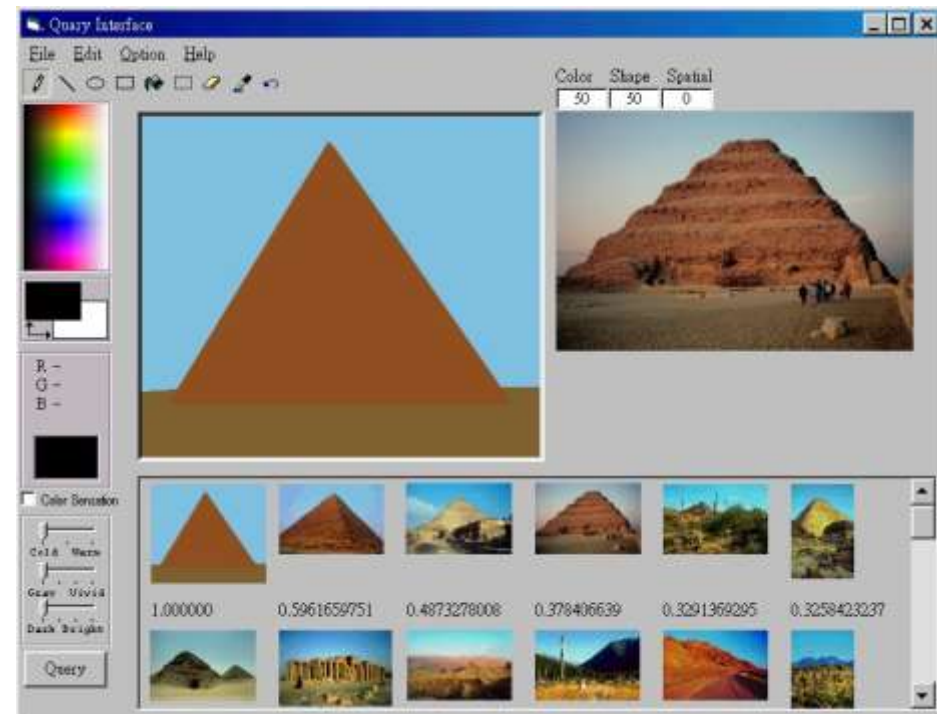 Quary Interface
File Edit Option Help
Color Shape Spatial
50 50 0
R -
G -
B -
Color Sensation
Cold Warm
Gray Vivid
Dark Bright
Query
1.000000 0.5961659751 0.4873278008 0.378406639 0.3291369295 0.3258423237